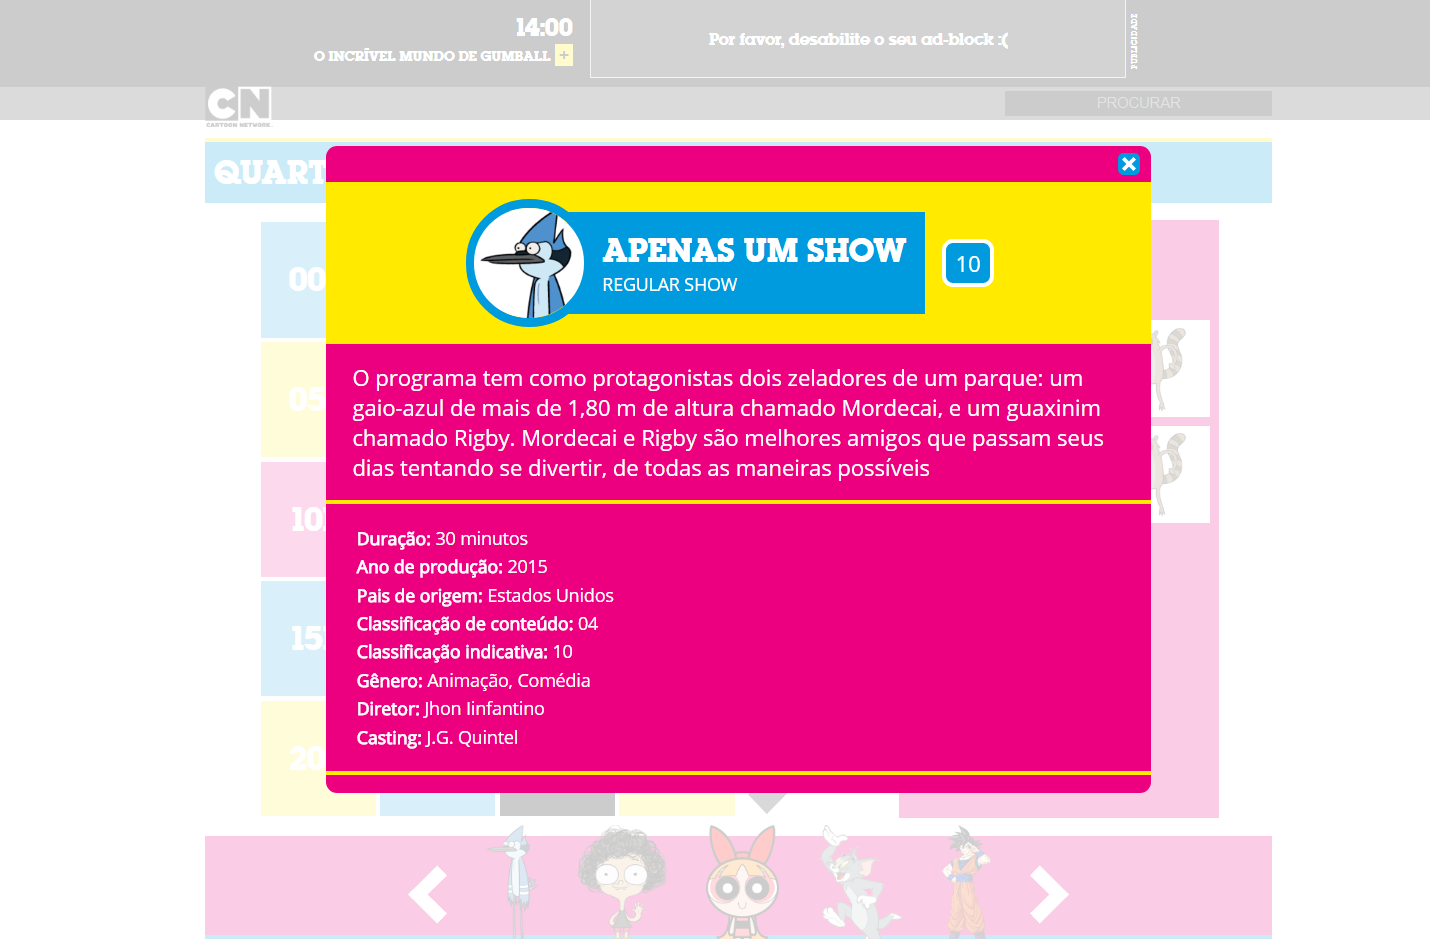 14:00
O INCRÍVEL MUNDO DE GUMBALL +
Por favor, desabilite o seu ad-block :(
PUBLICIDADE
CN
CARTOON NETWORK.
PROCURAR
QUART
APENAS UM SHOW
REGULAR SHOW
10
O programa tem como protagonistas dois zeladores de um parque: um
gaio-azul de mais de 1,80 m de altura chamado Mordecai, e um guaxinim
chamado Rigby. Mordecai e Rigby são melhores amigos que passam seus
dias tentando se divertir, de todas as maneiras possíveis
Duração: 30 minutos
Ano de produção: 2015
Pais de origem: Estados Unidos
Classificação de conteúdo: 04
Classificação indicativa: 10
Gênero: Animação, Comédia
Diretor: Jhon Iinfantino
Casting: J.G. Quintel
00
05
10
15
20